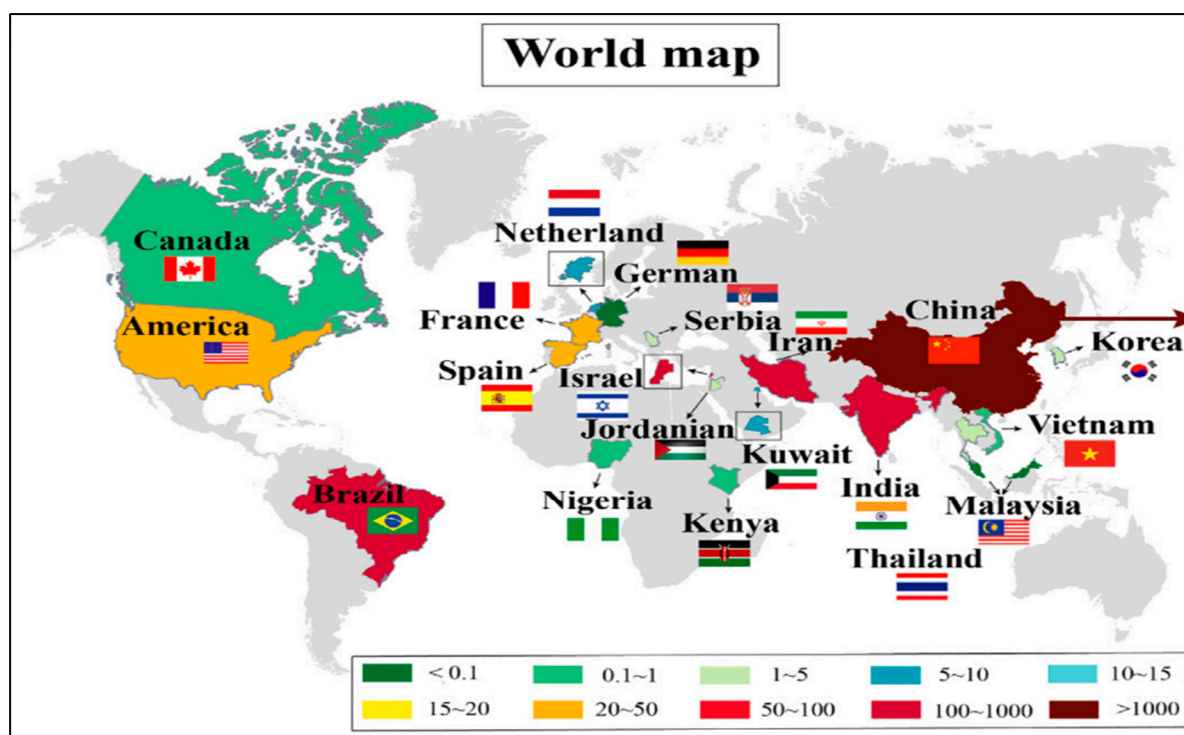 World map
Canada
America
Brazil
Netherland
German
France
Serbia
Spain
Israel
Iran
Jordanian
Kuwait
Nigeria
Kenya
China
Korea
Vietnam
India
Malaysia
Thailand
< 0.1
0.1~1
1~5
5~10
10~15
15~20
20~50
50~100
100~1000
>1000